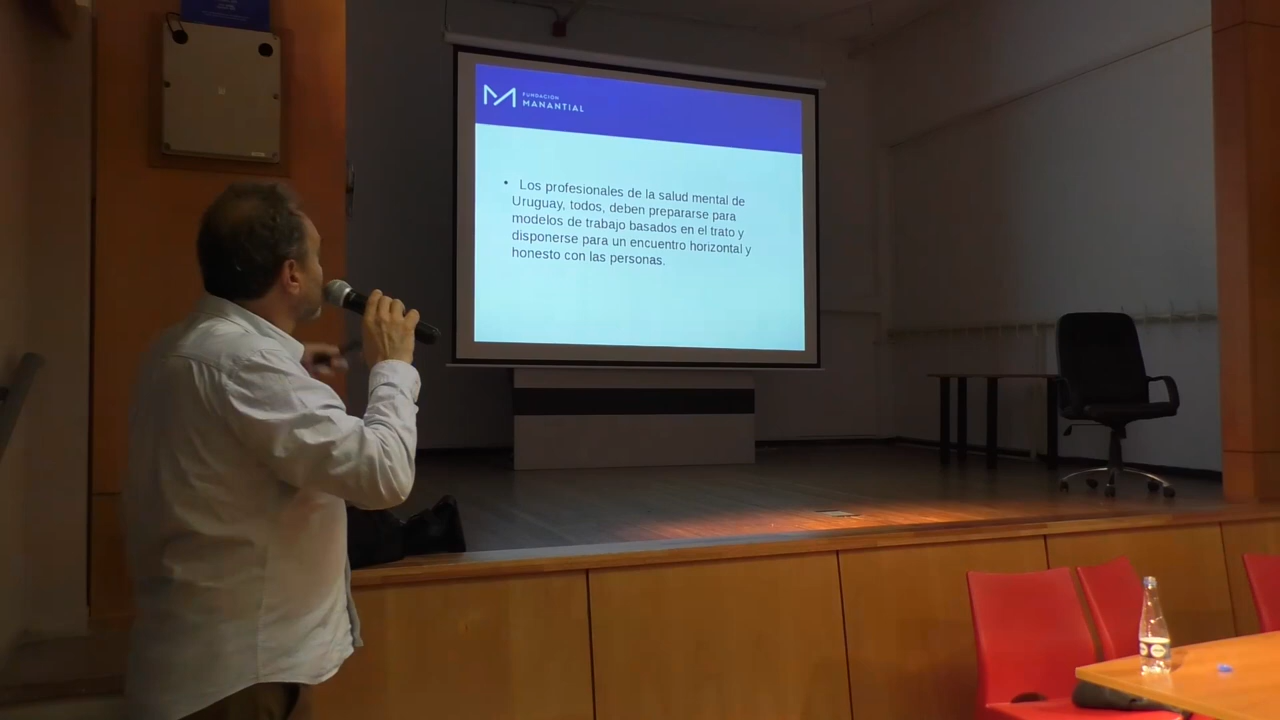 FUNDACIÓN
MANANTIAL
• Los profesionales de la salud mental de
Uruguay, todos, deben prepararse para
modelos de trabajo basados en el trato y
disponerse para un encuentro horizontal y
honesto con las personas.